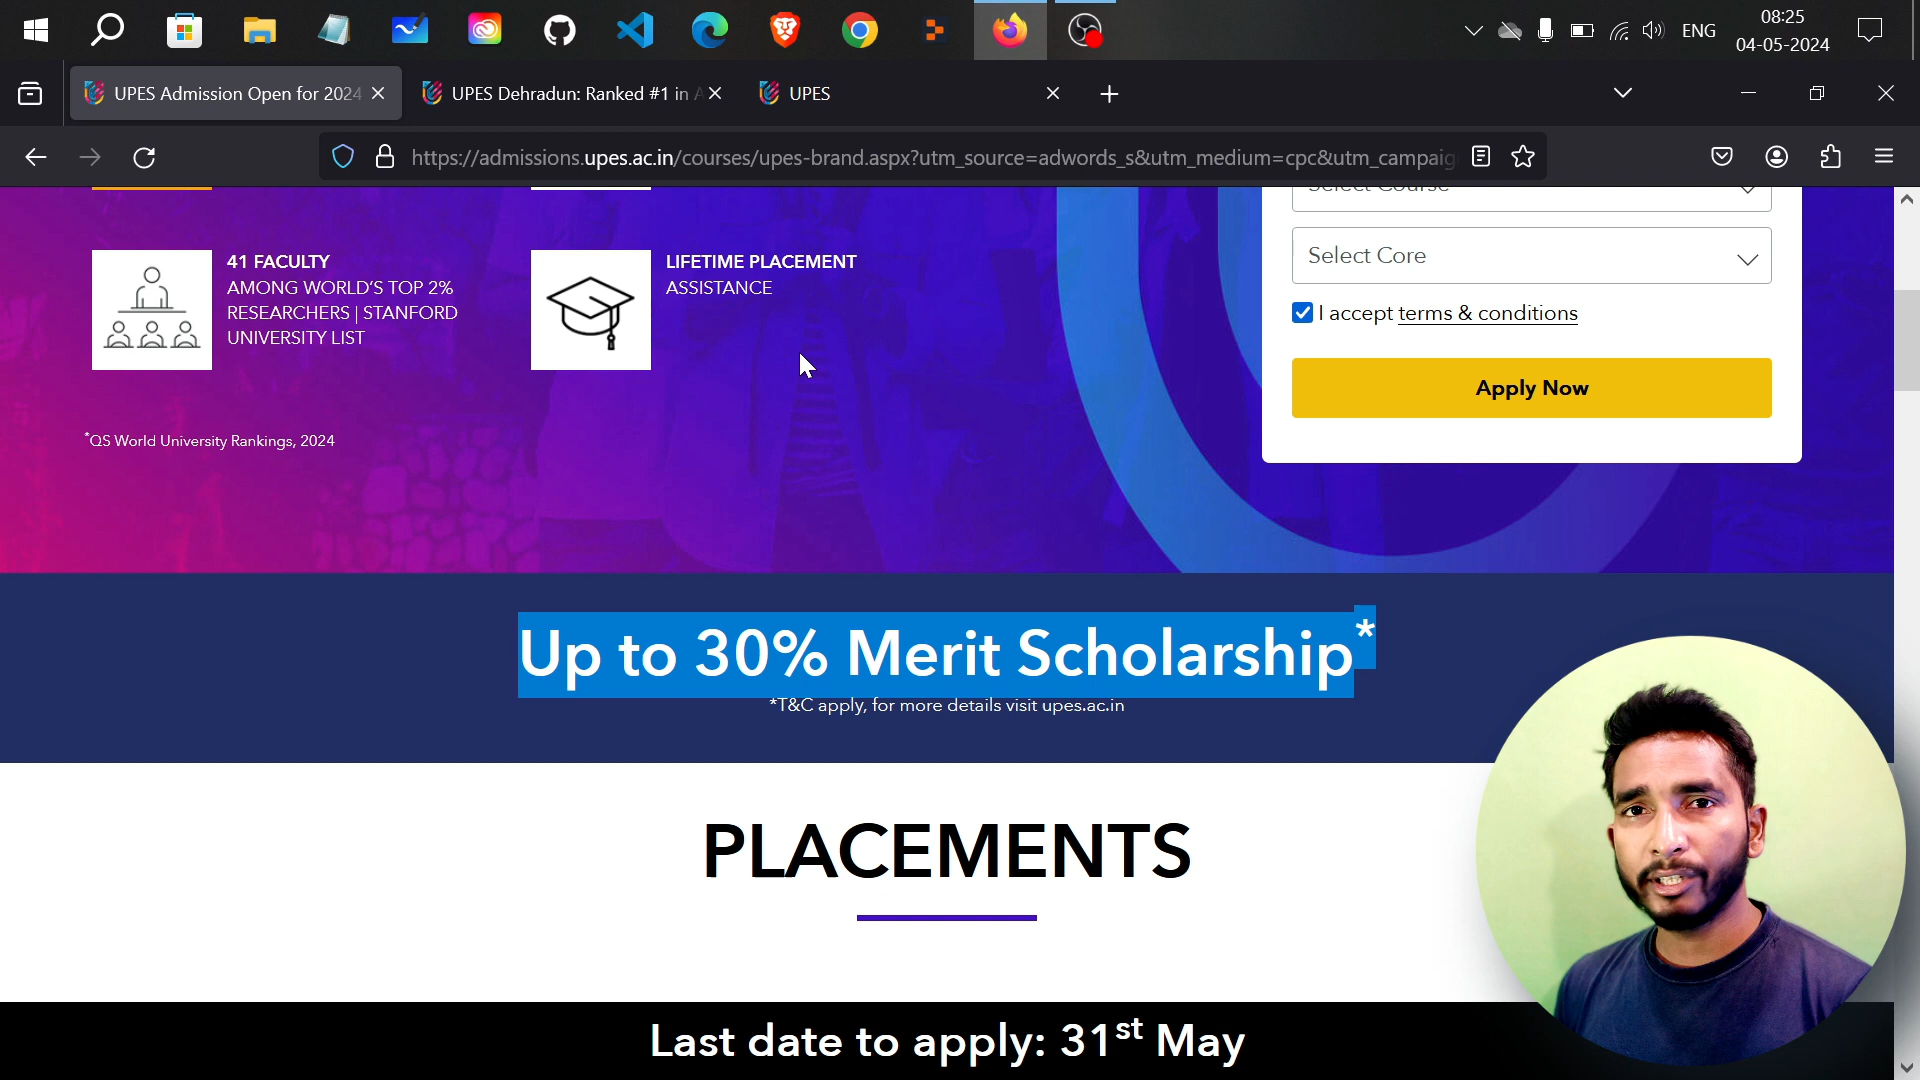 ENG
08:25
04-05-2024
UPES Admission Open for 2024
UPES Dehradun: Ranked #1 in A
UPES
https://admissions.upes.ac.in/courses/upes-brand.aspx?utm_source=adwords_s&utm_medium=cpc&utm_campaig
Select Course
41 FACULTY
AMONG WORLD’S TOP 2%
RESEARCHERS | STANFORD
UNIVERSITY LIST
LIFETIME PLACEMENT
ASSISTANCE
Select Core
I accept terms & conditions
Apply Now
*QS World University Rankings, 2024
Up to 30% Merit Scholarship*
*T&C apply, for more details visit upes.ac.in
PLACEMENTS
Last date to apply: 31st May